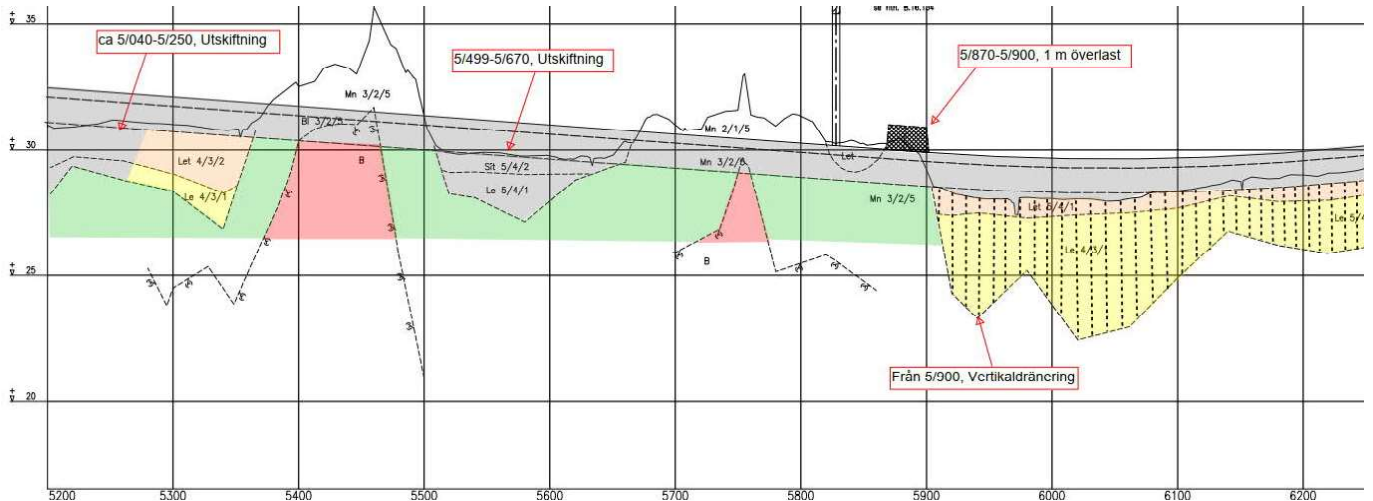 35
se rit.
ca 5/040-5/250, Utskiftning
5/499-5/670, Utskiftning
5/870-5/900, 1 m överlast
Mn 3/2/5
Bl 3/2/5
Mn 2/1/5
30
Let 4/3/2
B
Sit 5/4/2
Mn 3/2/5
Let
Le 4/3/1
Le 5/4/1
Mn 3/2/5
Let
Le 4/3/1
B
25
Från 5/900, Vertikaldränering
20
5200 5300 5400 5500 5600 5700 5800 5900 6000 6100 6200